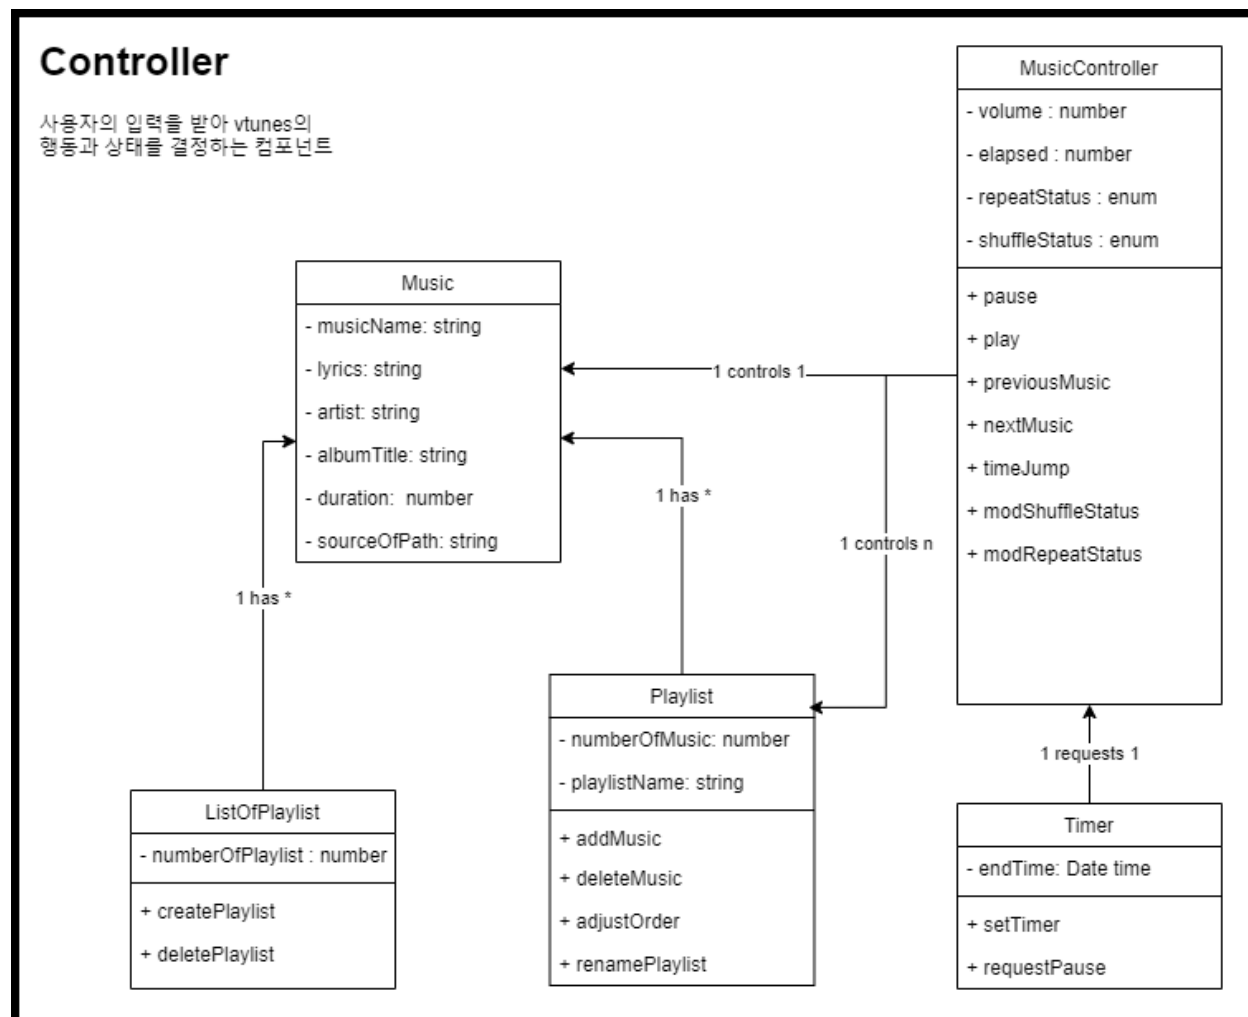 Controller
사용자의 입력을 받아 vtunes의
행동과 상태를 결정하는 컴포넌트
MusicController
- volume : number
- elapsed : number
- repeatStatus : enum
- shuffleStatus : enum
+ pause
+ play
+ previousMusic
+ nextMusic
+ timeJump
+ modShuffleStatus
+ modRepeatStatus
Music
- musicName: string
- lyrics: string
- artist: string
- albumTitle: string
- duration:  number
- sourceOfPath: string
1 controls 1
1 has *
1 controls n
1 has *
Playlist
- numberOfMusic: number
- playlistName: string
+ addMusic
+ deleteMusic
+ adjustOrder
+ renamePlaylist
1 requests 1
ListOfPlaylist
- numberOfPlaylist : number
+ createPlaylist
+ deletePlaylist
Timer
- endTime: Date time
+ setTimer
+ requestPause